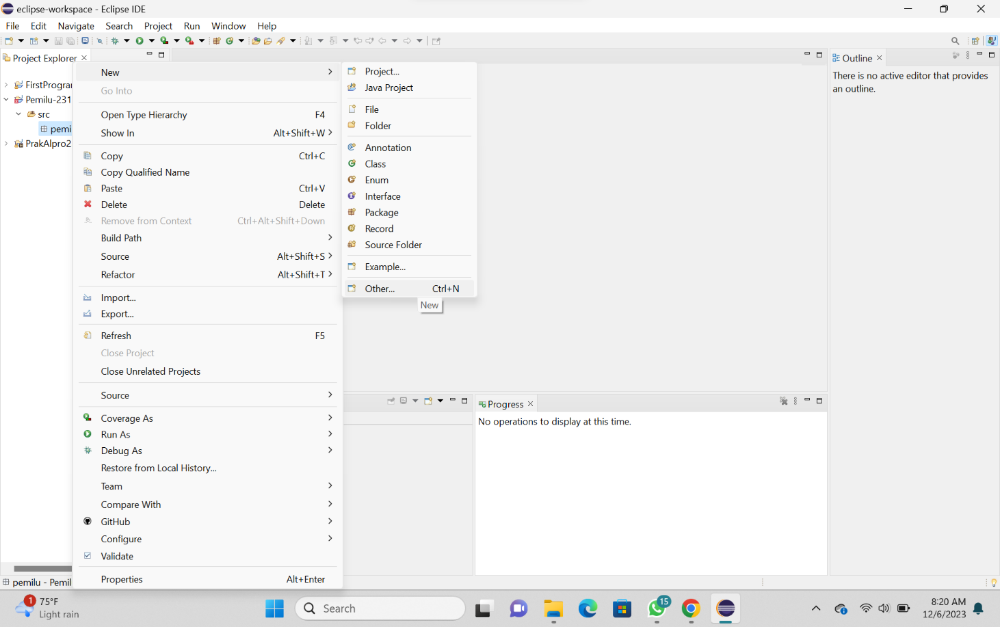 eclipse-workspace - Eclipse IDE
File Edit Navigate Search Project Run Window Help
Project Explorer
FirstProgra
Pemilu-231
src
pemi
PrakAlpro2
New
Go Into
Open Type Hierarchy F4
Show In Alt+Shift+W
Copy Ctrl+C
Copy Qualified Name
Paste Ctrl+V
Delete Delete
Remove from Context Ctrl+Alt+Shift+Down
Build Path
Source Alt+Shift+S
Refactor Alt+Shift+T
Import...
Export...
Refresh F5
Close Project
Close Unrelated Projects
Source
Coverage As
Run As
Debug As
Restore from Local History...
Team
Compare With
GitHub
Configure
Validate
Properties Alt+Enter
Project...
Java Project
File
Folder
Annotation
Class
Enum
Interface
Package
Record
Source Folder
Example...
Other... Ctrl+N
New
Outline
There is no active editor that provides
an outline.
Progress
No operations to display at this time.
pemilu - Pemil
1
75°F
Light rain
Search
15
8:20 AM
12/6/2023